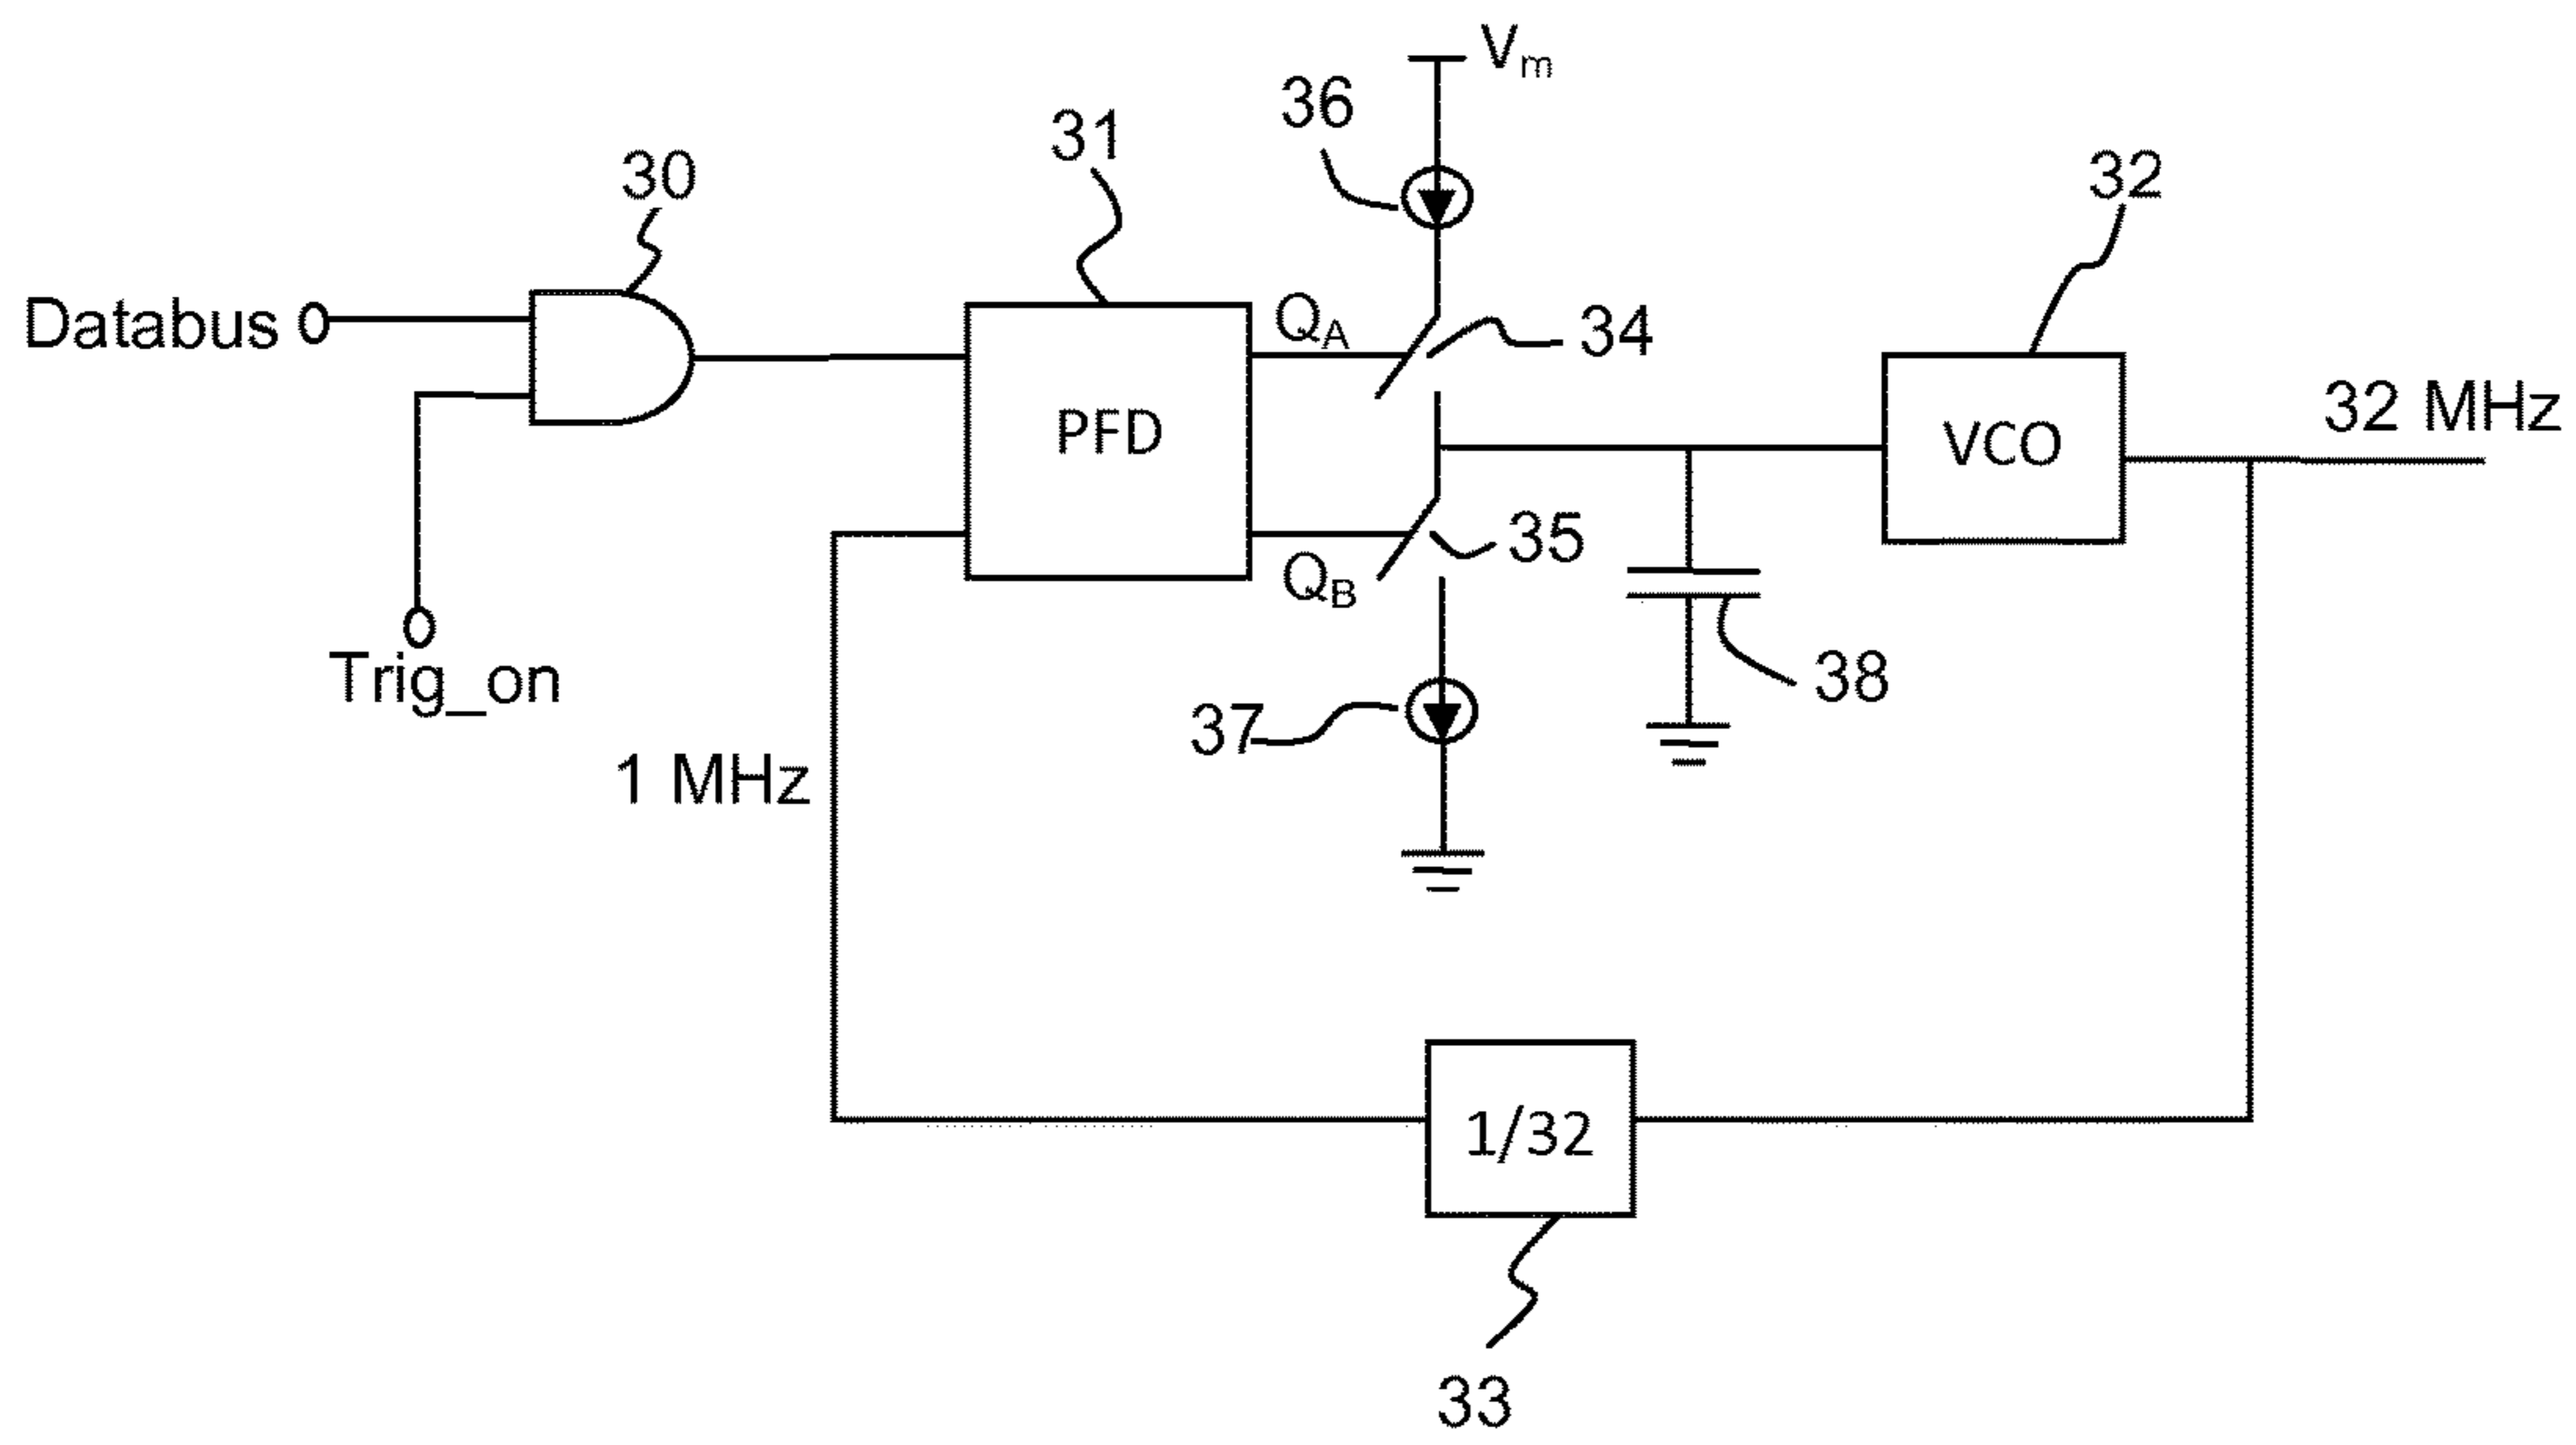 Vm
36
31
30
32
QA
34
Databus
32 MHz
PFD
VCO
35
QB
Trig_on
38
37
1 MHz
1/32
33